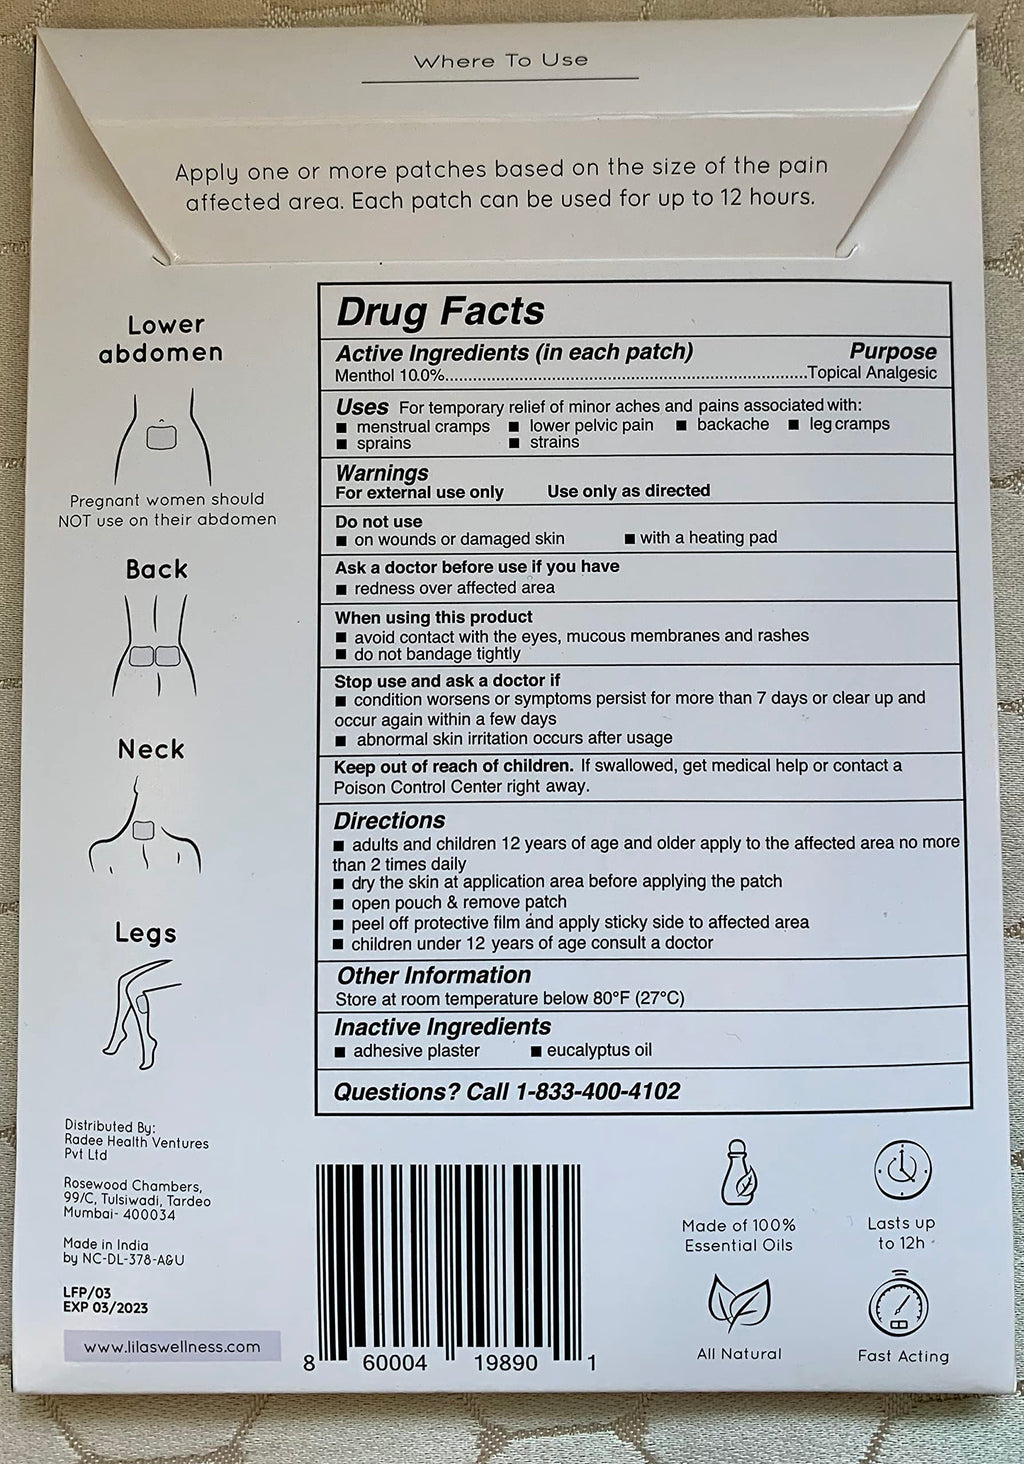 Where To Use
Apply one or more patches based on the size of the pain
affected area. Each patch can be used for up to 12 hours.
Lower
abdomen
Pregnant women should
NOT use on their abdomen
Back
Neck
Legs
Drug Facts
Active Ingredients (in each patch) Purpose
Menthol 10.0%..........................................................................Topical Analgesic
Uses For temporary relief of minor aches and pains associated with:
■ menstrual cramps ■ lower pelvic pain ■ backache ■ leg cramps
■ sprains ■ strains
Warnings
For external use only Use only as directed
Do not use
■ on wounds or damaged skin ■ with a heating pad
Ask a doctor before use if you have
■ redness over affected area
When using this product
■ avoid contact with the eyes, mucous membranes and rashes
■ do not bandage tightly
Stop use and ask a doctor if
■ condition worsens or symptoms persist for more than 7 days or clear up and
occur again within a few days
■ abnormal skin irritation occurs after usage
Keep out of reach of children. If swallowed, get medical help or contact a
Poison Control Center right away.
Directions
■ adults and children 12 years of age and older apply to the affected area no more
than 2 times daily
■ dry the skin at application area before applying the patch
■ open pouch & remove patch
■ peel off protective film and apply sticky side to affected area
■ children under 12 years of age consult a doctor
Other Information
Store at room temperature below 80°F (27°C)
Inactive Ingredients
■ adhesive plaster ■ eucalyptus oil
Questions? Call 1-833-400-4102
Distributed By:
Radee Health Ventures
Pvt Ltd
Rosewood Chambers,
99/C, Tulsiwadi, Tardeo
Mumbai- 400034
Made in India
by NC-DL-378-A&U
LFP/03
EXP 03/2023
www.lilaswellness.com
8 60004 19890 1
Made of 100%
Essential Oils
Lasts up
to 12h
All Natural
Fast Acting